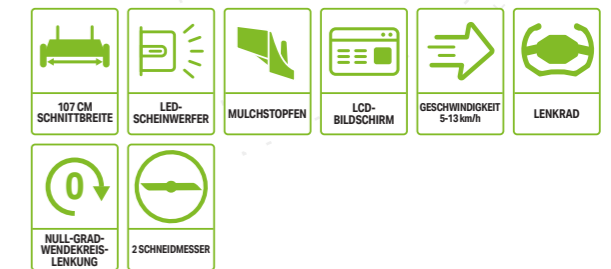 107 CM
SCHNITTBREITE
LED-
SCHEINWERFER
MULCHSTOPFEN
LCD-
BILDSCHIRM
GESCHWINDIGKEIT
5-13 km/h
LENKRAD
0
NULL-GRAD-
WENDEKREIS-
LENKUNG
2 SCHNEIDMESSER